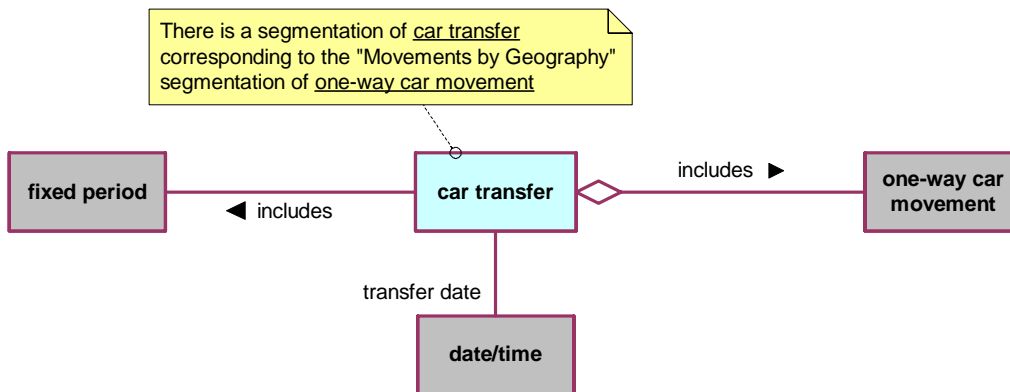 There is a segmentation of car transfer
corresponding to the "Movements by Geography"
segmentation of one-way car movement
fixed period
includes
car transfer
includes
one-way car
movement
transfer date
date/time